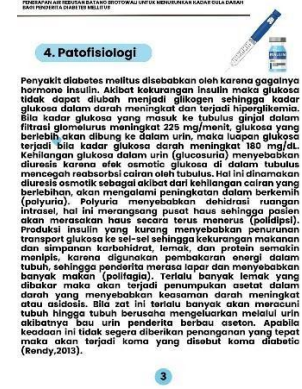 PENERAPAN AIR REBUSAN BATANG BROTOWALI UNTUK MENURUNKAN KADAR GULA DARAH
BAGI PENDERITA DIABETES MELLITUS
4. Patofisiologi
Penyakit diabetes melitus disebabkan oleh karena gagalnya
hormone insulin. Akibat kekurangan insulin maka glukosa
tidak dapat diubah menjadi glikogen sehingga kadar
glukosa dalam darah meningkat dan terjadi hiperglikemia.
Bila kadar glukosa yang masuk ke tubulus ginjal dalam
filtrasi glomelurus meningkat 225 mg/menit, glukosa yang
berlebih akan dibung ke dalam urin, maka luapan glukosa
terjadi bila kadar glukosa darah meningkat 180 mg/dL.
Kehilangan glukosa dalam urin (glucosuria) menyebabkan
diuresis karena efek osmotic glukosa di dalam tubulus
mencegah reabsorbsi cairan oleh tubulus. Hal ini dinamakan
diuresis osmotik sebagai akibat dari kehilangan cairan yang
berlebihan, akan mengalami peningkatan dalam berkemih
(polyuria). Polyuria menyebabkan dehidrasi ruangan
intrasel, hal ini merangsang pusat haus sehingga pasien
akan merasakan haus secara terus menerus (polidipsi).
Produksi insulin yang kurang menyebabkan penurunan
transport glukosa ke sel-sel sehingga kekurangan makanan
dan simpanan karbohidrat, lemak, dan protein semakin
menipis, karena digunakan pembakaran energi dalam
tubuh, sehingga penderita merasa lapar dan menyebabkan
banyak makan (polifagia). Terlalu banyak lemak yang
dibakar maka akan terjadi penumpukan asetat dalam
darah yang menyebabkan keasaman darah meningkat
atau asidosis. Bila zat ini terlalu banyak akan meracuni
tubuh hingga tubuh berusaha mengeluarkan melalui urin
akibatnya bau urin penderita berbau aseton. Apabila
keadaan ini tidak segera diberikan penanganan yang tepat
maka akan terjadi koma yang disebut koma diabetic
(Rendy,2013).
3